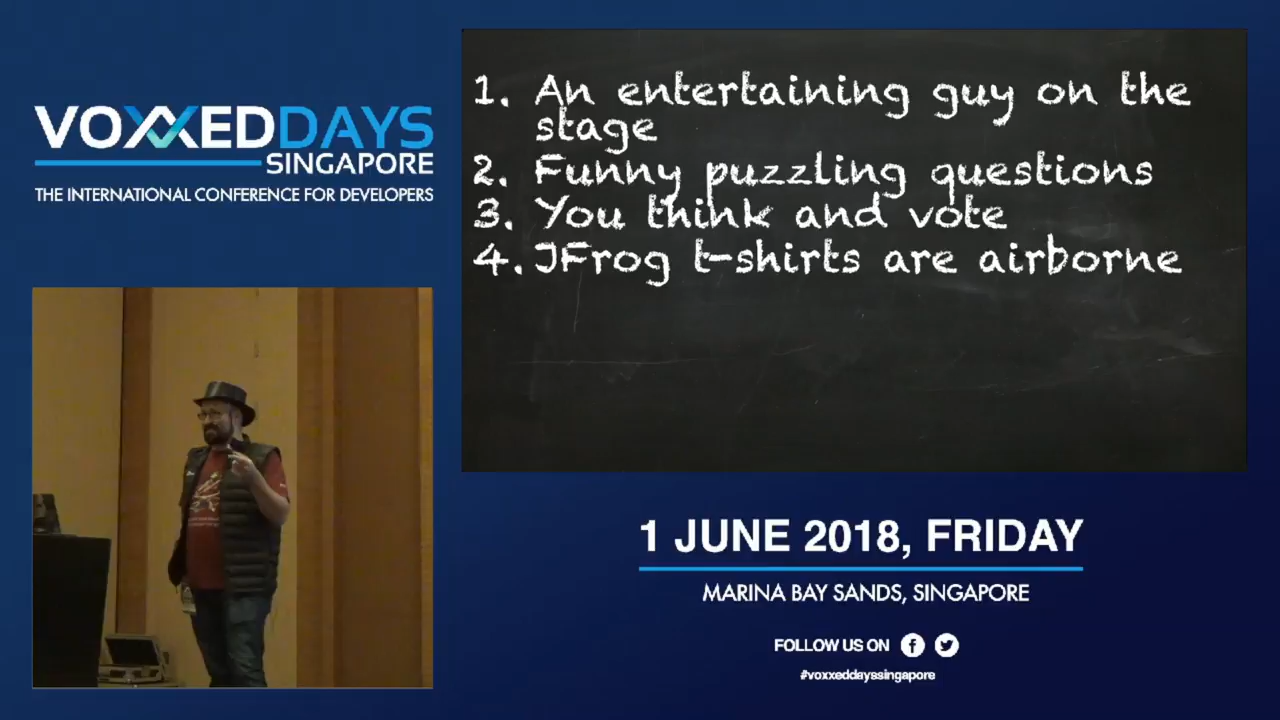 VOXXEDDAYS
SINGAPORE
THE INTERNATIONAL CONFERENCE FOR DEVELOPERS
1. An entertaining guy on the
stage
2. Funny puzzling questions
3. You think and vote
4. JFrog t-shirts are airborne
1 JUNE 2018, FRIDAY
MARINA BAY SANDS, SINGAPORE
FOLLOW US ON
#voxxeddayssingapore